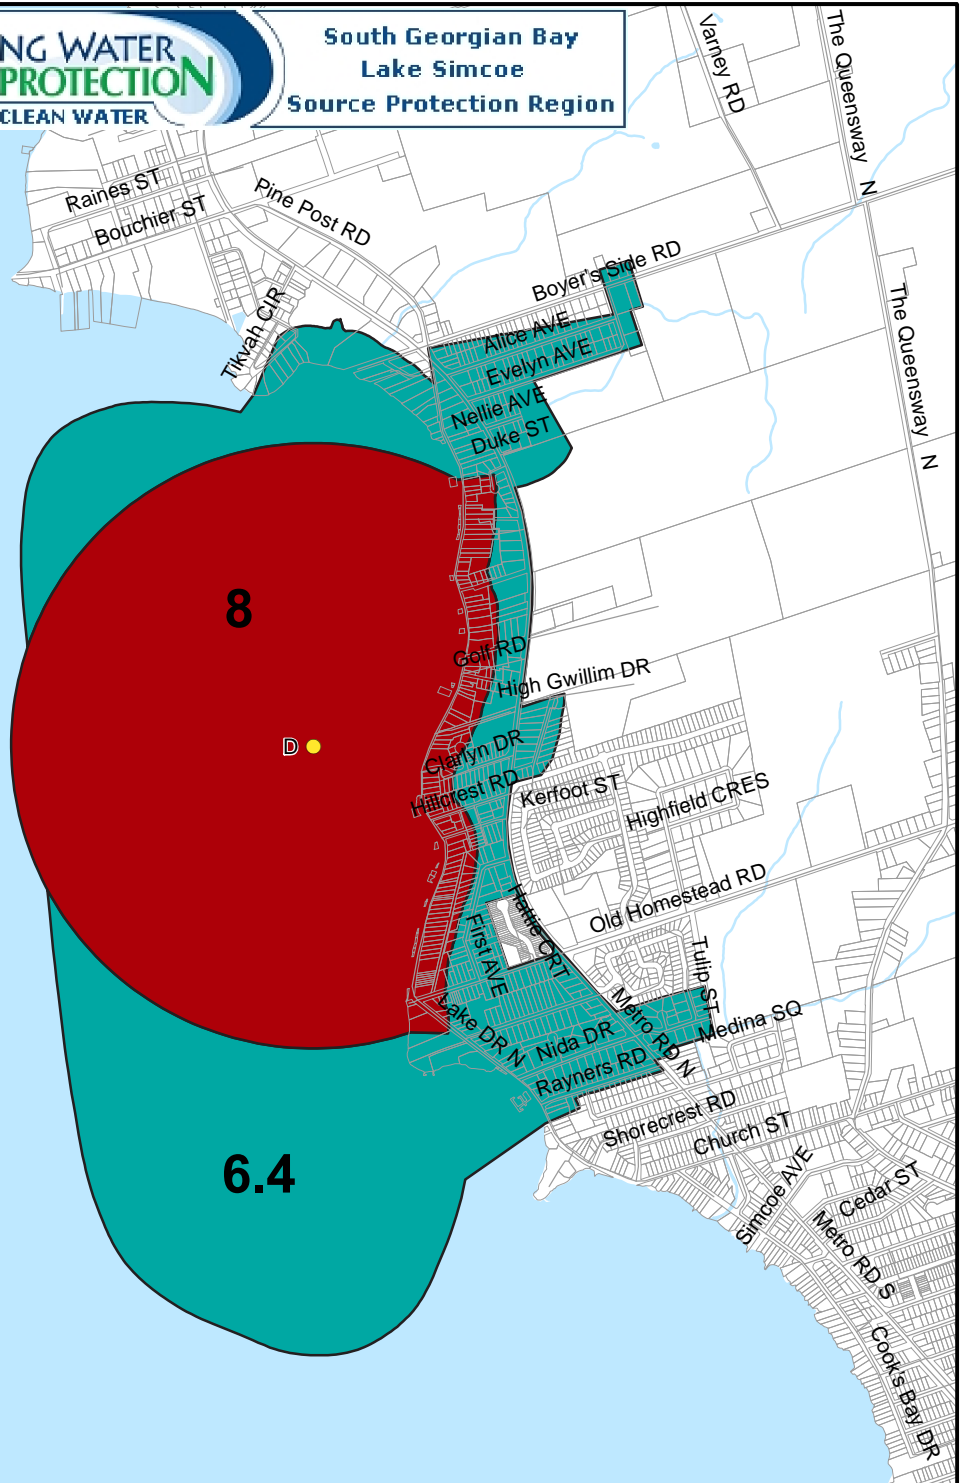 NG WATER
PROTECTION
CLEAN WATER
South Georgian Bay
Lake Simcoe
Source Protection Region
Varney RD
The Queensway N
Raines ST
Bouchier ST
Pine Post RD
Tikvah CIR
Boyer's Side RD
Alice AVE
Evelyn AVE
Nellie AVE
Duke ST
The Queensway N
8
Golf RD
High Gwillim DR
D
Clarlyn DR
Hillcrest RD
Kerfoot ST
Highfield CRES
Old Homestead RD
Hattie CRT
First AVE
Tulip ST
Lake DR N
Metro RD N
Medina SQ
Nida DR
Rayners RD
Shorecrest RD
Church ST
6.4
Simcoe AVE
Cedar ST
Metro RD S
Cook's Bay DR